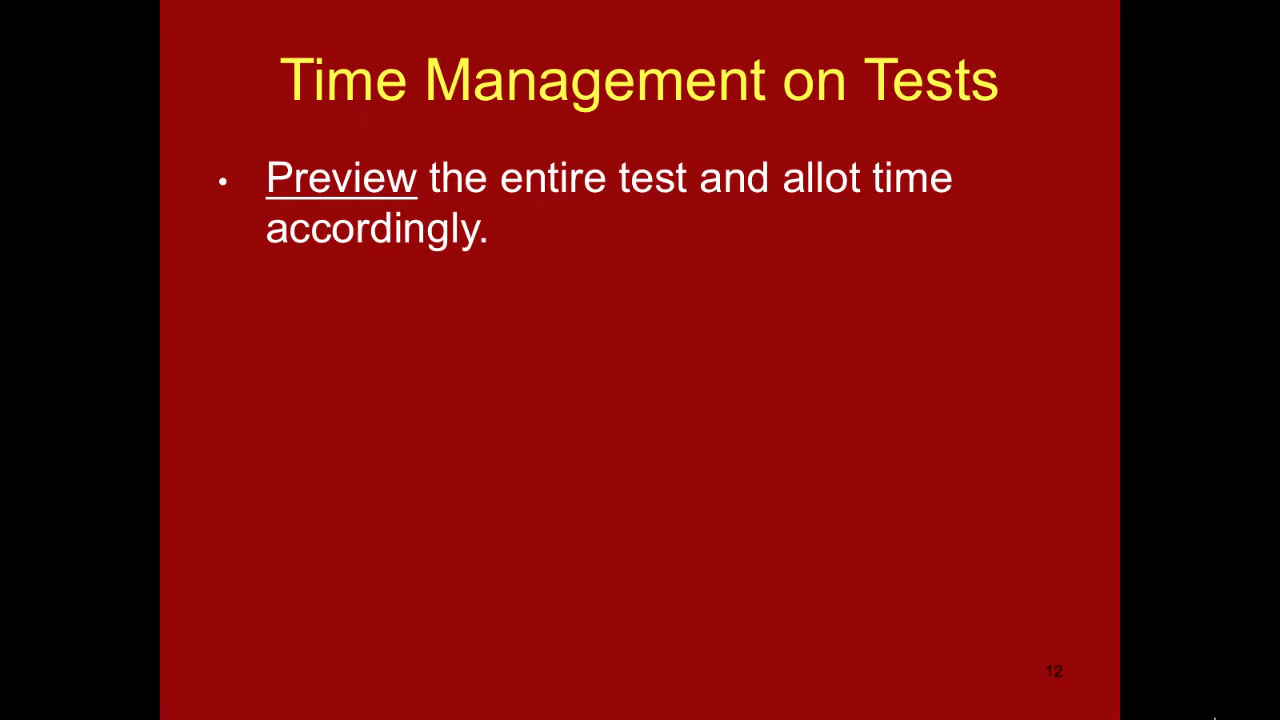 Time Management on Tests
• Preview the entire test and allot time
accordingly.
12